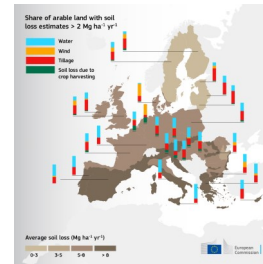 Share of arable land with soil
loss estimates > 2 Mg ha⁻¹ yr⁻¹
Water
Wind
Tillage
Soil loss due to
crop harvesting
Average soil loss (Mg ha⁻¹ yr⁻¹)
0-3
3-5
5-8
> 8
European
Commission